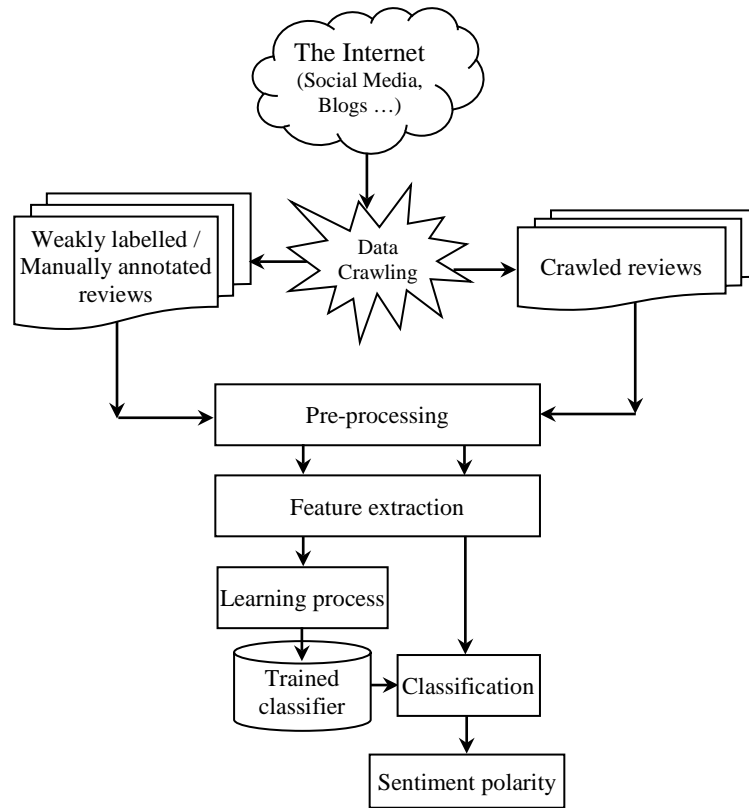 The Internet
(Social Media,
Blogs …)
Data
Crawling
Weakly labelled /
Manually annotated
reviews
Crawled reviews
Pre-processing
Feature extraction
Learning process
Trained
classifier
Classification
Sentiment polarity